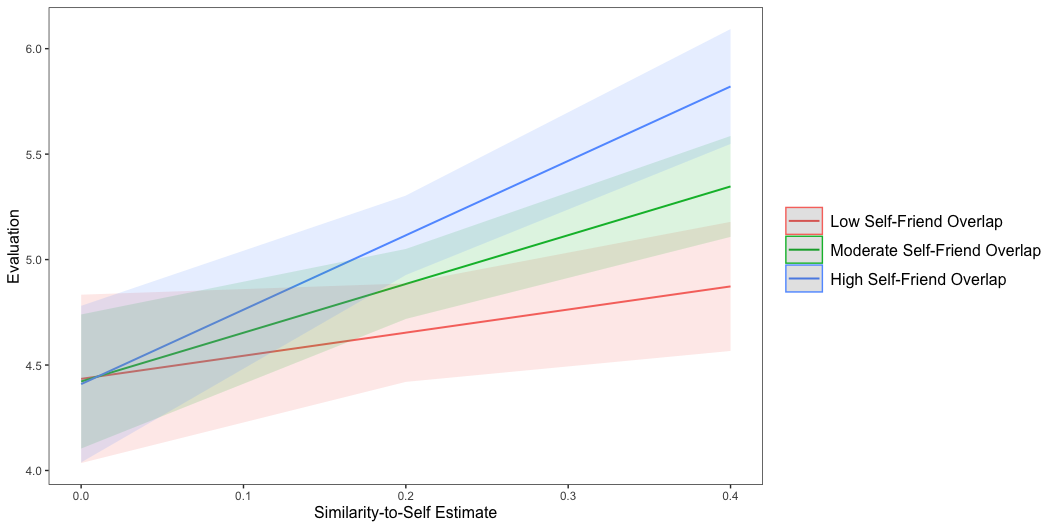 6.0
5.5
5.0
4.5
4.0
Evaluation
0.0
0.1
0.2
0.3
0.4
Similarity-to-Self Estimate
Low Self-Friend Overlap
Moderate Self-Friend Overlap
High Self-Friend Overlap